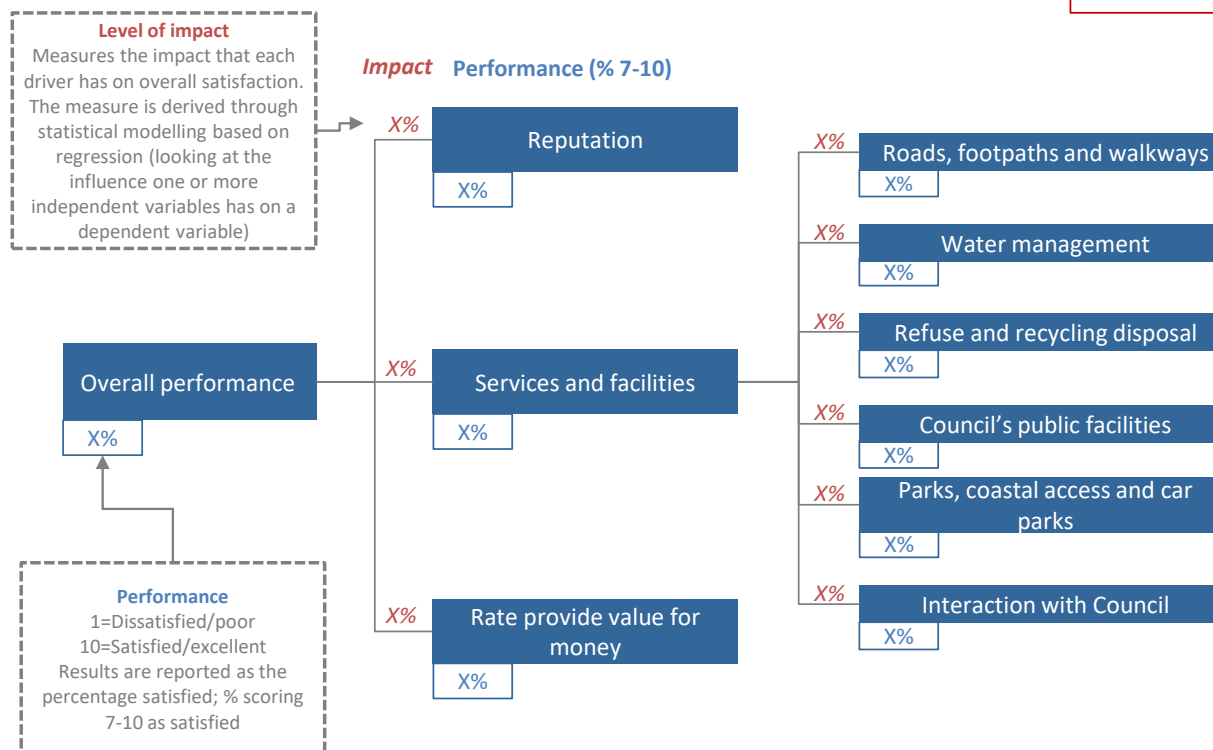 Level of impact
Measures the impact that each
driver has on overall satisfaction.
The measure is derived through
statistical modelling based on
regression (looking at the
influence one or more
independent variables has on a
dependent variable)
Impact Performance (% 7-10)
X%
Reputation
X%
X%
Roads, footpaths and walkways
X%
X%
Water management
X%
X%
Refuse and recycling disposal
X%
Overall performance
X%
X%
Services and facilities
X%
X%
Council’s public facilities
X%
X%
Parks, coastal access and car
parks
X%
X%
Interaction with Council
X%
X%
Rate provide value for
money
X%
Performance
1=Dissatisfied/poor
10=Satisfied/excellent
Results are reported as the
percentage satisfied; % scoring
7-10 as satisfied